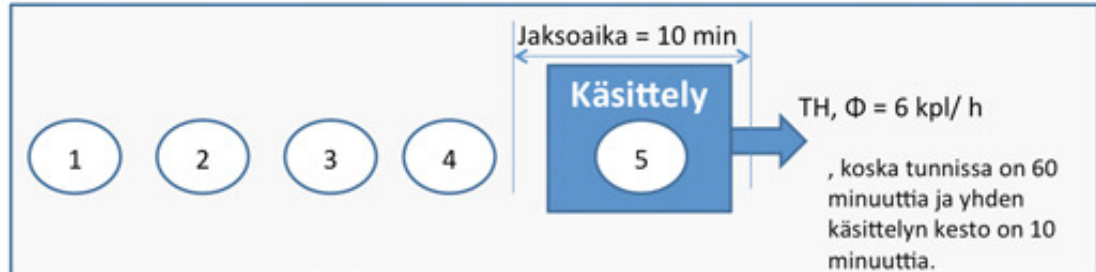 Jaksoaika = 10 min
Käsittely
1 2 3 4 5
TH, Φ = 6 kpl/ h
, koska tunnissa on 60
minuuttia ja yhden
käsittelyn kesto on 10
minuuttia.